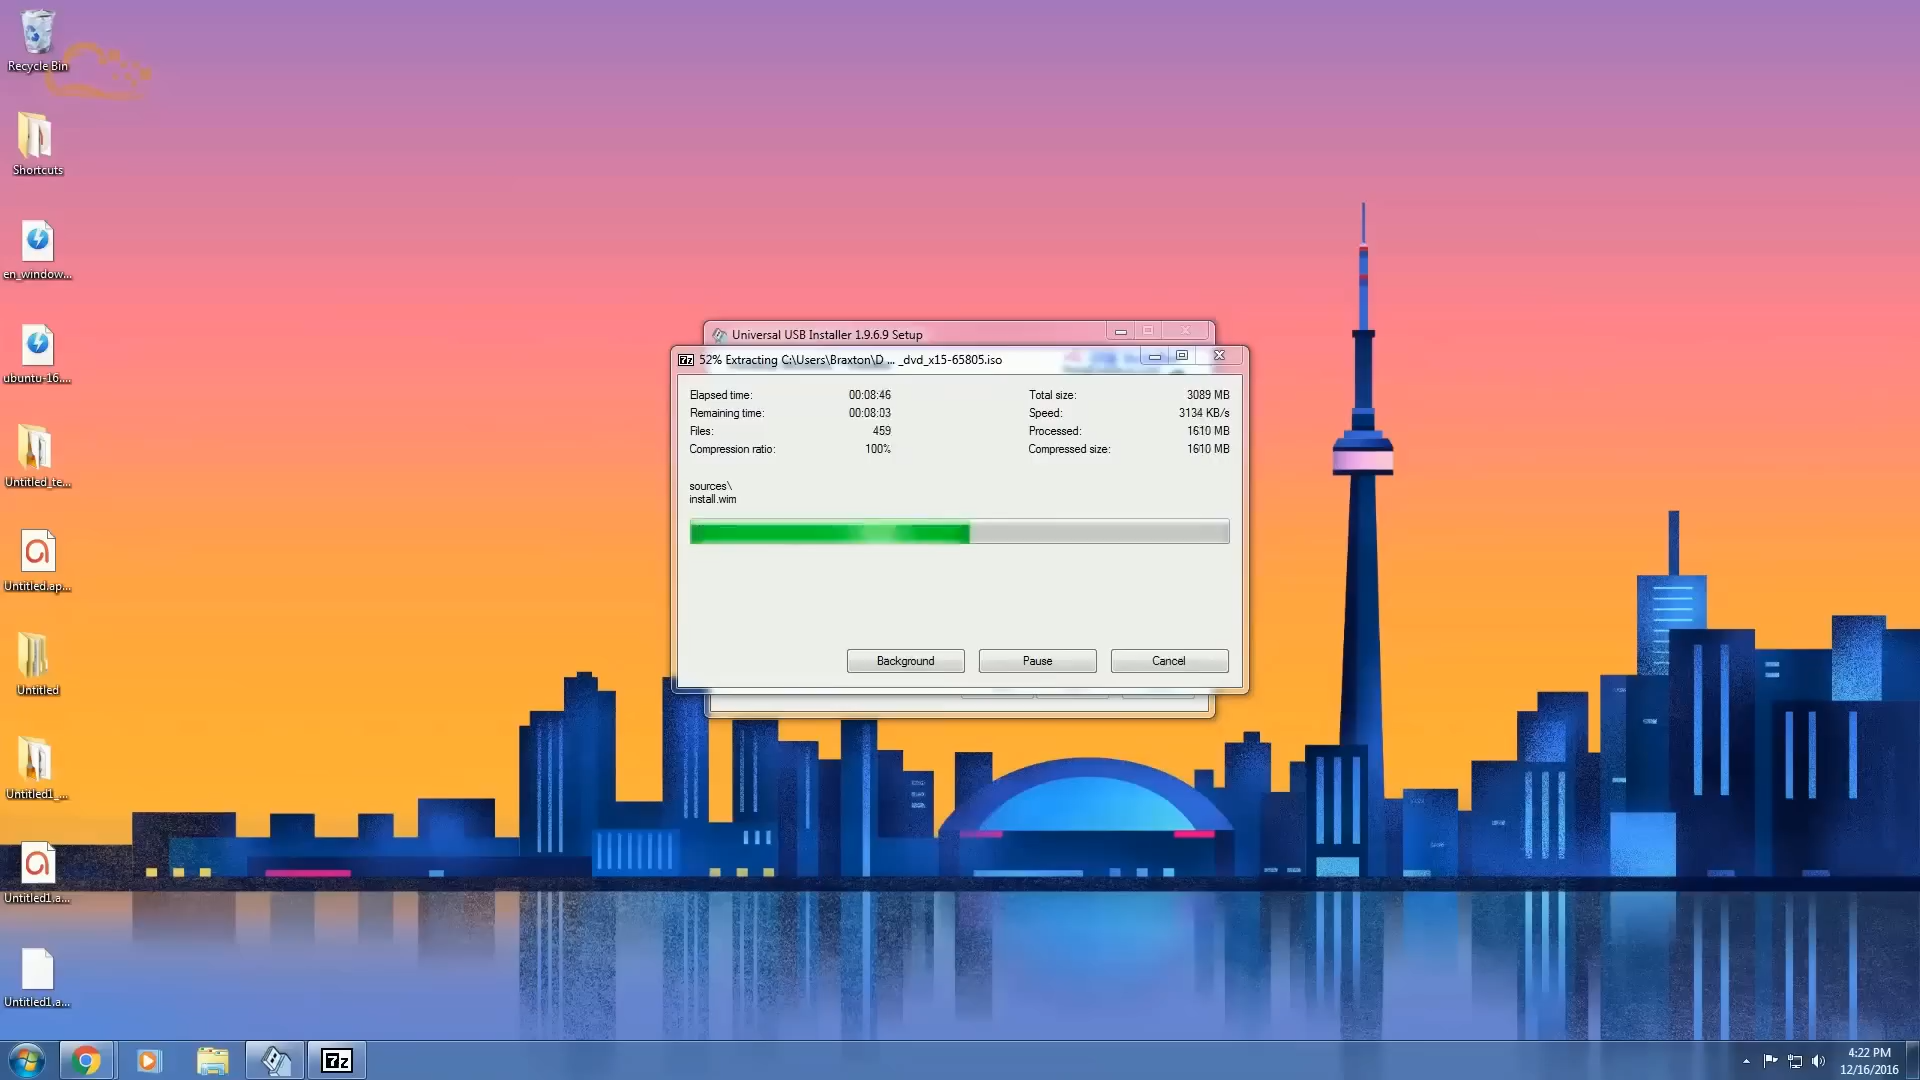 Recycle Bin
Shortcuts
en_window...
ubuntu-16....
Untitled_te...
Untitled.ap...
Untitled
Untitled1_...
Untitled1.a...
Untitled1.a...
Universal USB Installer 1.9.6.9 Setup
7z 52% Extracting C:\Users\Braxton\D ... _dvd_x15-65805.iso
Elapsed time: 00:08:46 Total size: 3089 MB
Remaining time: 00:08:03 Speed: 3134 KB/s
Files: 459 Processed: 1610 MB
Compression ratio: 100% Compressed size: 1610 MB
sources\
install.wim
Background Pause Cancel
7z
4:22 PM
12/16/2016